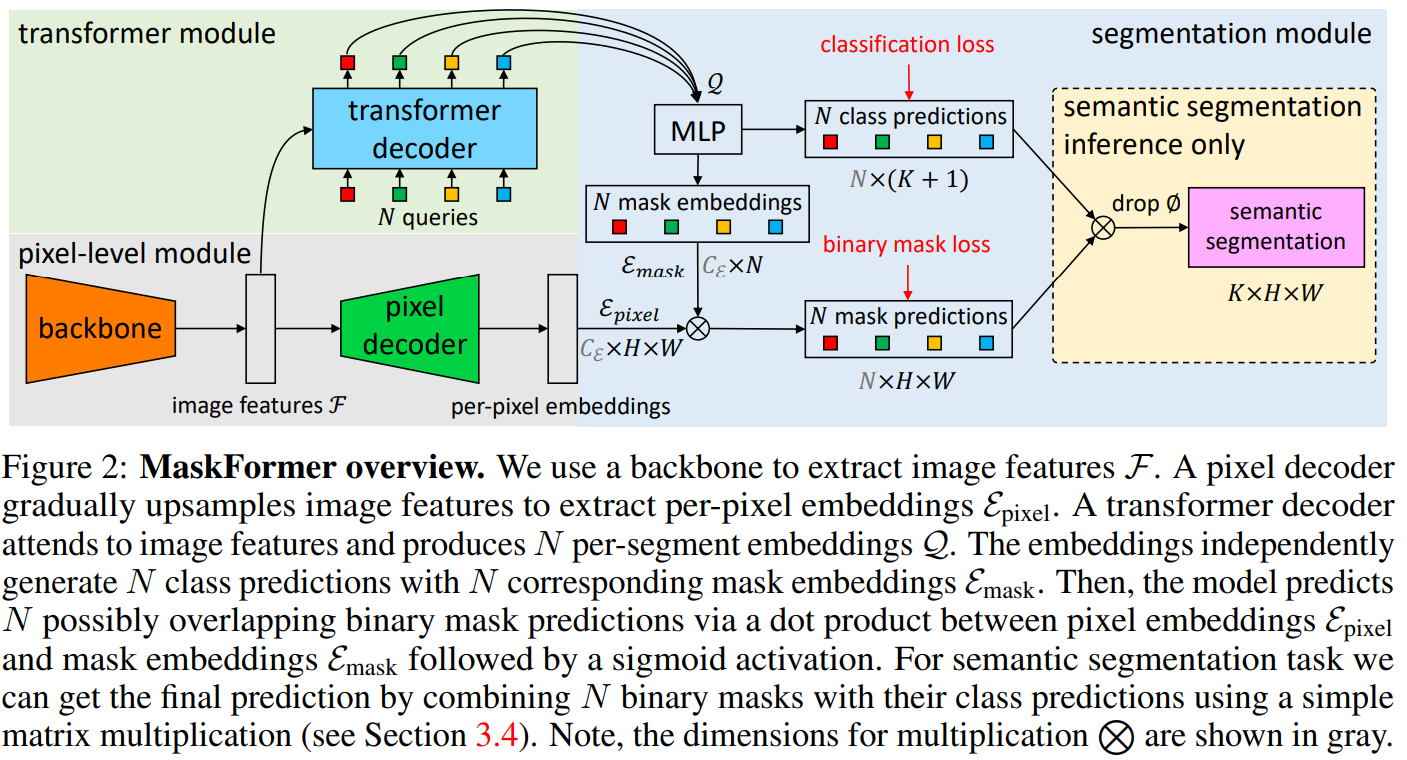 transformer module
segmentation module
classification loss
𝒬
transformer
decoder
MLP
N class predictions
N×(K + 1)
semantic segmentation
inference only
N queries
N mask embeddings
drop ∅
semantic
segmentation
K×H×W
pixel-level module
binary mask loss
ℰmask
Cℰ×N
backbone
pixel
decoder
ℰpixel
Cℰ×H×W
N mask predictions
N×H×W
image features ℱ
per-pixel embeddings
Figure 2: MaskFormer overview. We use a backbone to extract image features ℱ. A pixel decoder
gradually upsamples image features to extract per-pixel embeddings ℰpixel. A transformer decoder
attends to image features and produces N per-segment embeddings 𝒬. The embeddings independently
generate N class predictions with N corresponding mask embeddings ℰmask. Then, the model predicts
N possibly overlapping binary mask predictions via a dot product between pixel embeddings ℰpixel
and mask embeddings ℰmask followed by a sigmoid activation. For semantic segmentation task we
can get the final prediction by combining N binary masks with their class predictions using a simple
matrix multiplication (see Section 3.4). Note, the dimensions for multiplication ⨂ are shown in gray.